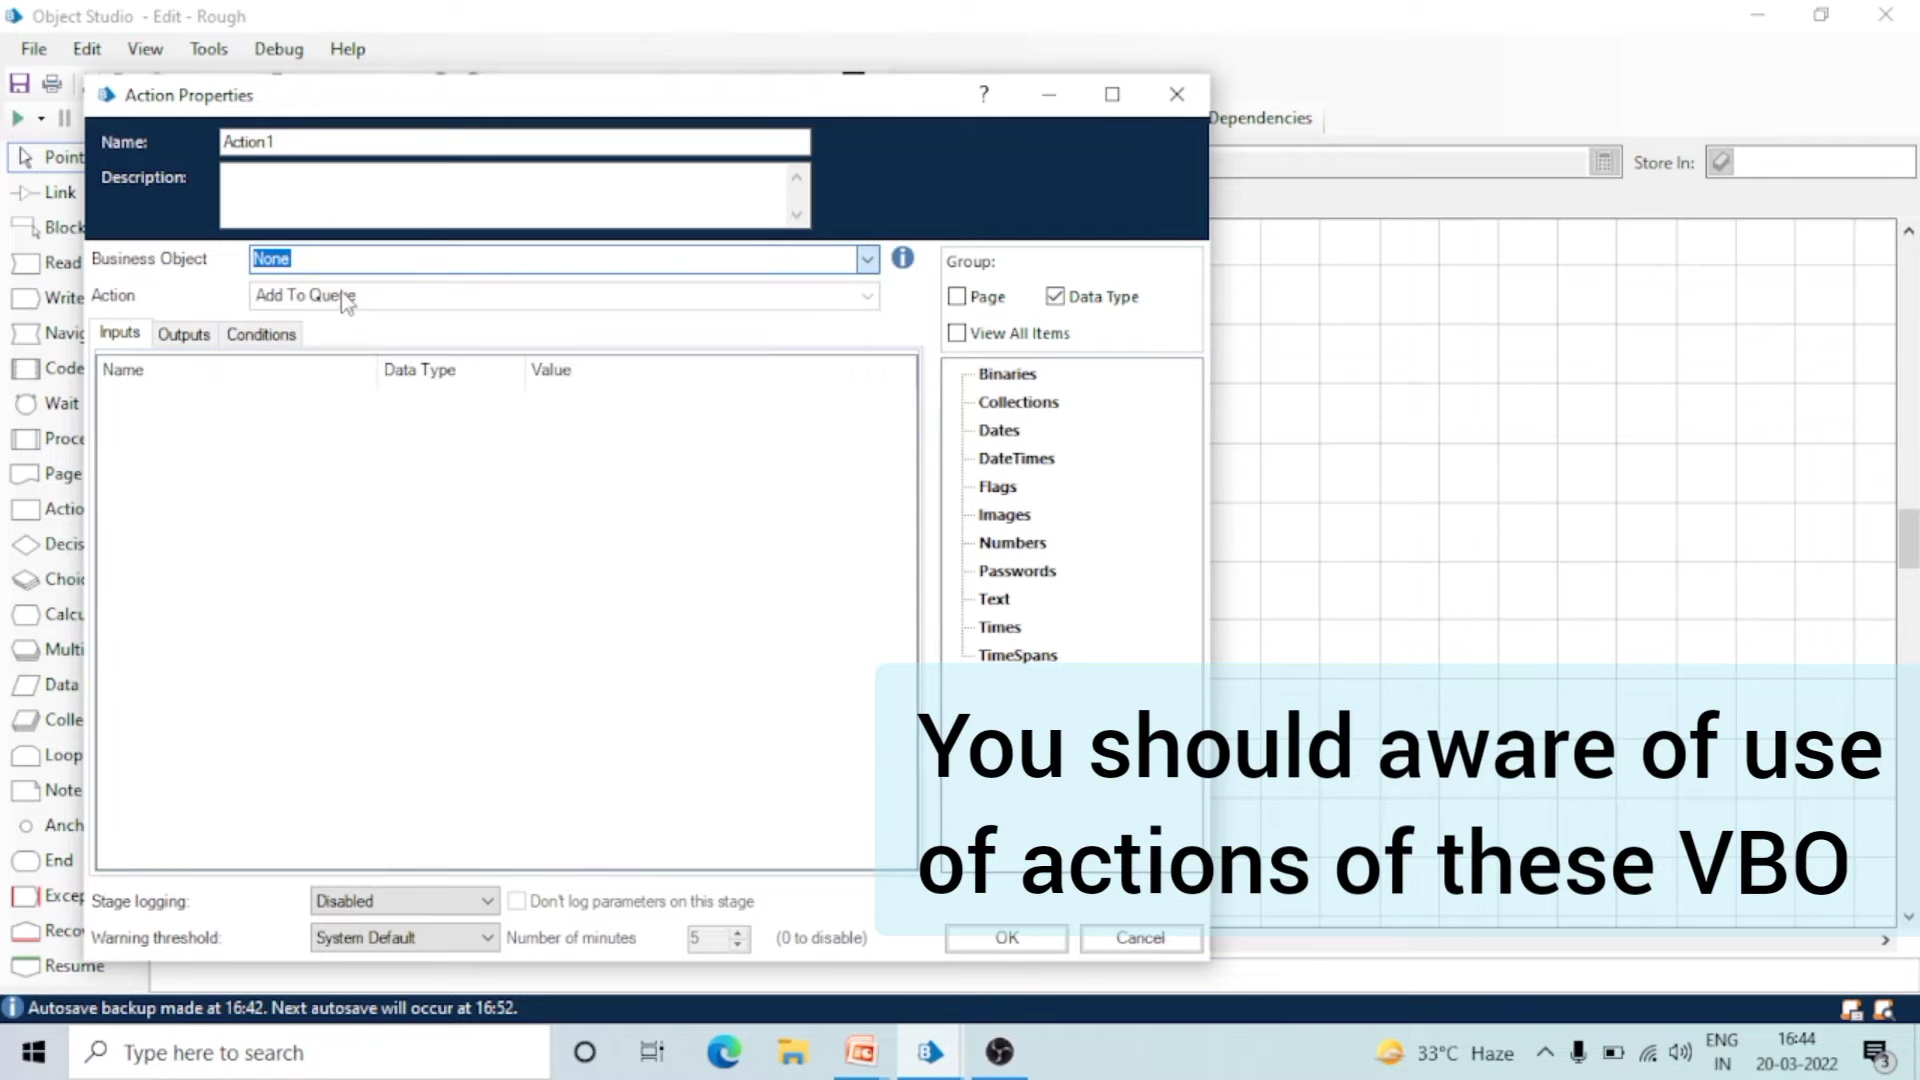 Object Studio - Edit - Rough
File Edit View Tools Debug Help
Action Properties
?
Dependencies
Name: Action1
Description:
Store In:
Point
Link
Block
Read
Write
Navig
Code
Wait
Proce
Page
Actio
Decis
Choic
Calcu
Multi
Data
Colle
Loop
Note
Anch
End
Excep
Reco
Resume
Business Object None
Action Add To Queue
Inputs Outputs Conditions
Name Data Type Value
Group:
Page Data Type
View All Items
Binaries
Collections
Dates
DateTimes
Flags
Images
Numbers
Passwords
Text
Times
TimeSpans
You should aware of use
of actions of these VBO
Stage logging: Disabled Don't log parameters on this stage
Warning threshold: System Default Number of minutes 5 (0 to disable)
OK Cancel
Autosave backup made at 16:42. Next autosave will occur at 16:52.
Type here to search
33°C Haze
ENG
IN
16:44
20-03-2022
3